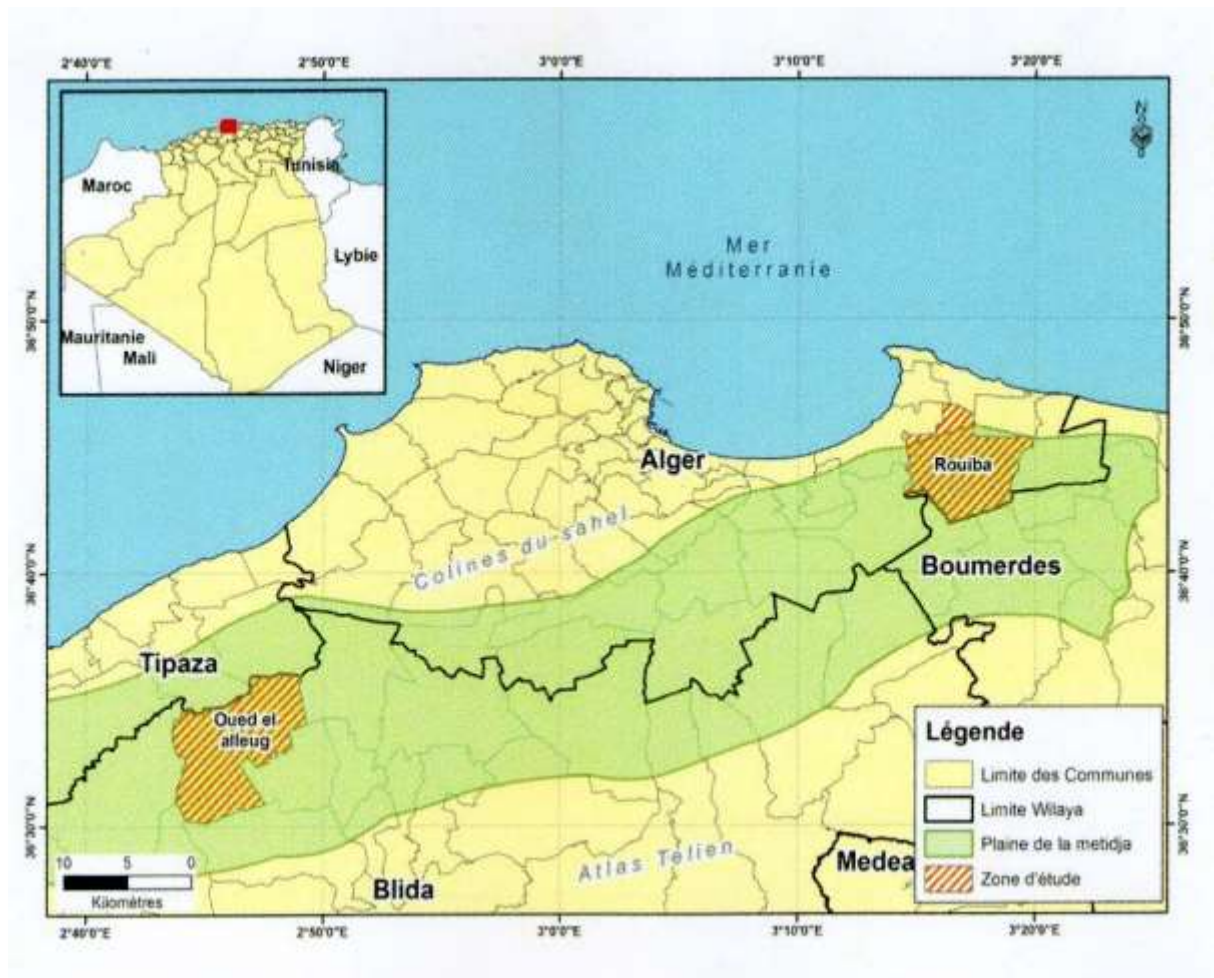 2°40'0"E
2°50'0"E
3°0'0"E
3°10'0"E
3°20'0"E
N
Maroc
Tunisia
Lybie
Mauritanie
Mali
Niger
Mer
Méditerranie
36°50'0"N
36°50'0"N
Alger
Rouiba
Colines du sahel
Boumerdes
36°40'0"N
36°40'0"N
Tipaza
Oued el
alleug
Légende
Limite des Communes
Limite Wilaya
Plaine de la metidja
Zone d'étude
36°30'0"N
36°30'0"N
10 5 0
Kilomètres
Blida
Atlas Télien
Medea
2°40'0"E
2°50'0"E
3°0'0"E
3°10'0"E
3°20'0"E